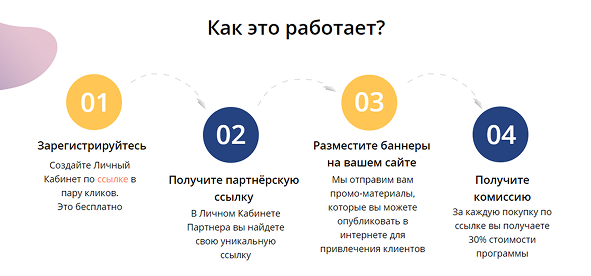 Как это работает?
01
Зарегистрируйтесь
Создайте Личный
Кабинет по ссылке в
пару кликов.
Это бесплатно
02
Получите партнёрскую
ссылку
В Личном Кабинете
Партнера вы найдете
свою уникальную
ссылку
03
Разместите баннеры
на вашем сайте
Мы отправим вам
промо-материалы,
которые вы можете
опубликовать в
интернете для
привлечения клиентов
04
Получите
комиссию
За каждую покупку по
ссылке вы получаете
30% стоимости
программы